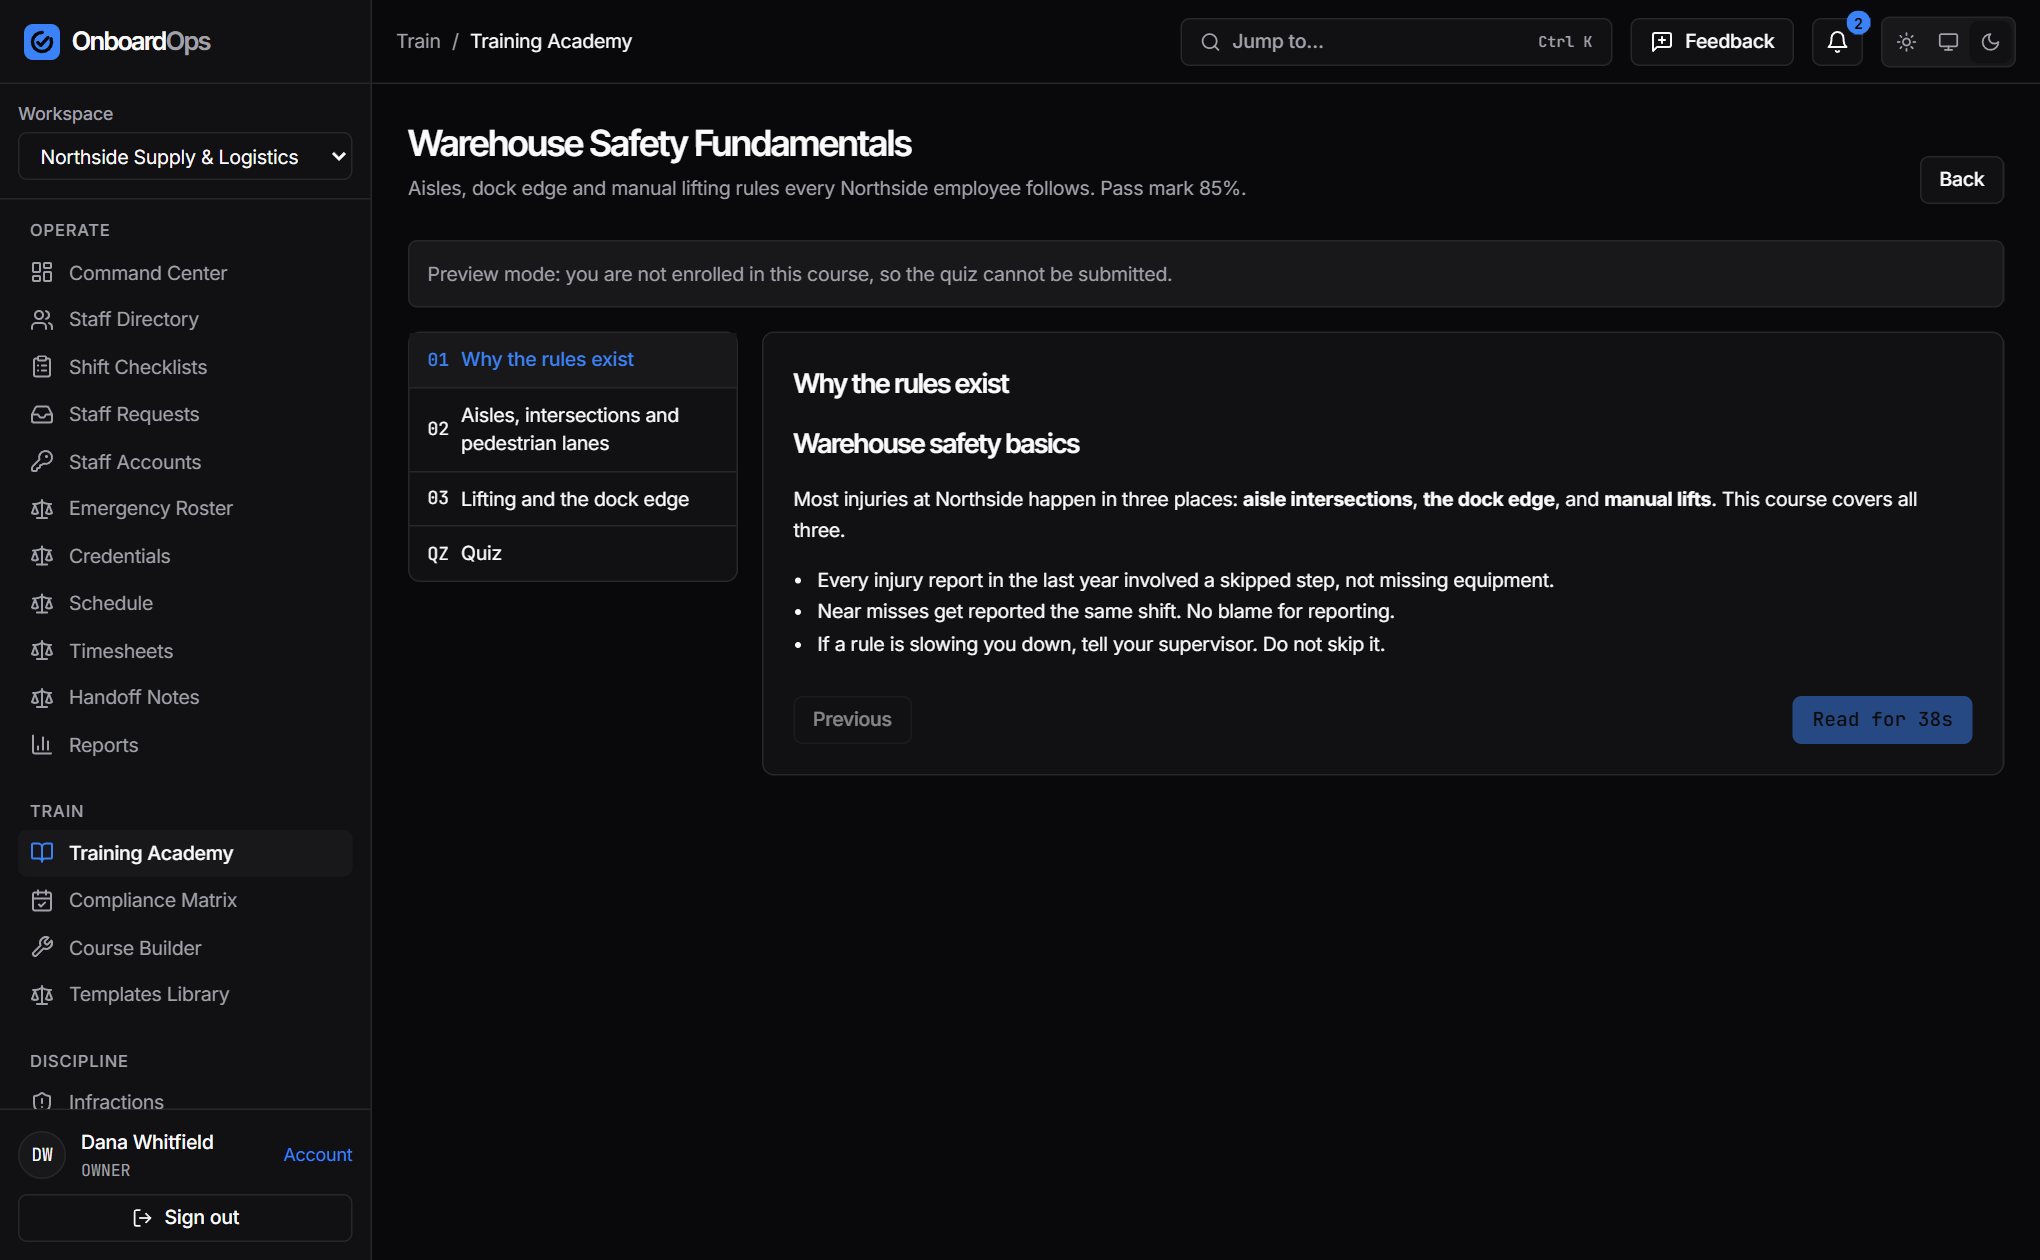 OnboardOps
Train / Training Academy
Jump to...
Ctrl K
Feedback
2
Workspace
Northside Supply & Logistics
OPERATE
Command Center
Staff Directory
Shift Checklists
Staff Requests
Staff Accounts
Emergency Roster
Credentials
Schedule
Timesheets
Handoff Notes
Reports
TRAIN
Training Academy
Compliance Matrix
Course Builder
Templates Library
DISCIPLINE
Infractions
DW
Dana Whitfield
OWNER
Account
Sign out
Warehouse Safety Fundamentals
Aisles, dock edge and manual lifting rules every Northside employee follows. Pass mark 85%.
Back
Preview mode: you are not enrolled in this course, so the quiz cannot be submitted.
01 Why the rules exist
02 Aisles, intersections and
pedestrian lanes
03 Lifting and the dock edge
QZ Quiz
Why the rules exist
Warehouse safety basics
Most injuries at Northside happen in three places: aisle intersections, the dock edge, and manual lifts. This course covers all
three.
• Every injury report in the last year involved a skipped step, not missing equipment.
• Near misses get reported the same shift. No blame for reporting.
• If a rule is slowing you down, tell your supervisor. Do not skip it.
Previous
Read for 38s